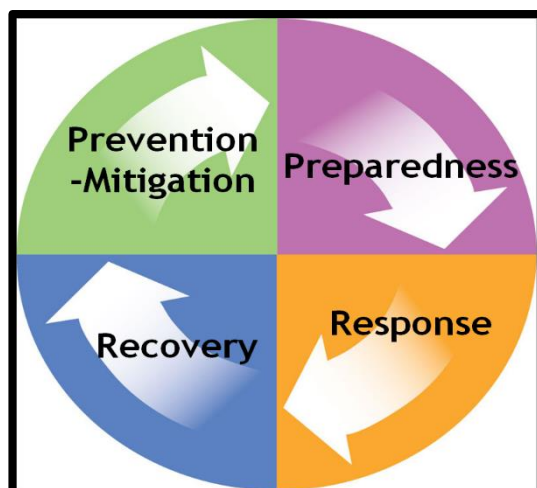 Prevention
-Mitigation
Preparedness
Response
Recovery